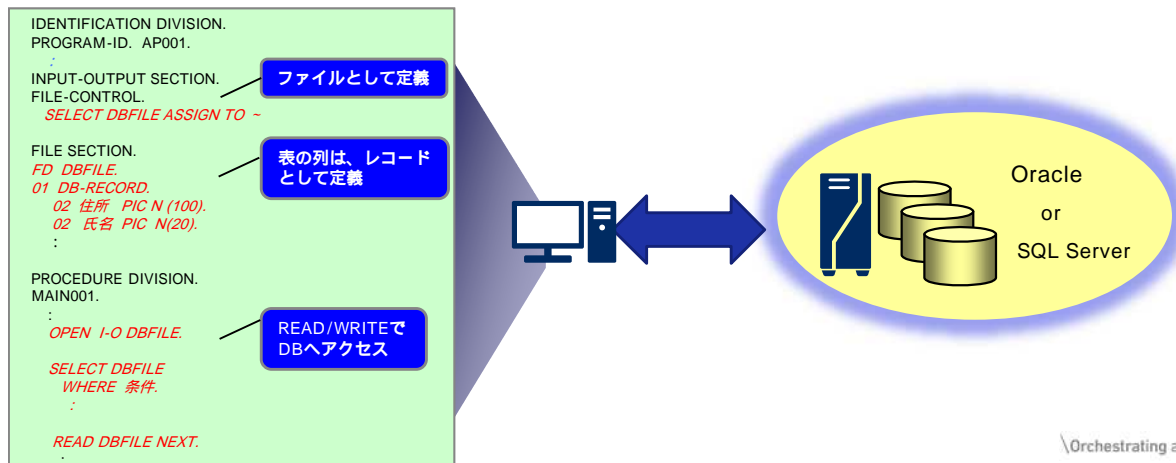 IDENTIFICATION DIVISION.
PROGRAM-ID. AP001.
:
INPUT-OUTPUT SECTION.
FILE-CONTROL.
SELECT DBFILE ASSIGN TO ~
ファイルとして定義
FILE SECTION.
FD DBFILE.
01 DB-RECORD.
02 住所 PIC N (100).
02 氏名 PIC N(20).
:
表の列は、レコード
として定義
PROCEDURE DIVISION.
MAIN001.
:
OPEN I-O DBFILE.
SELECT DBFILE
WHERE 条件.
:
READ DBFILE NEXT.
:
READ/WRITEで
DBへアクセス
Oracle
or
SQL Server
\Orchestrating a